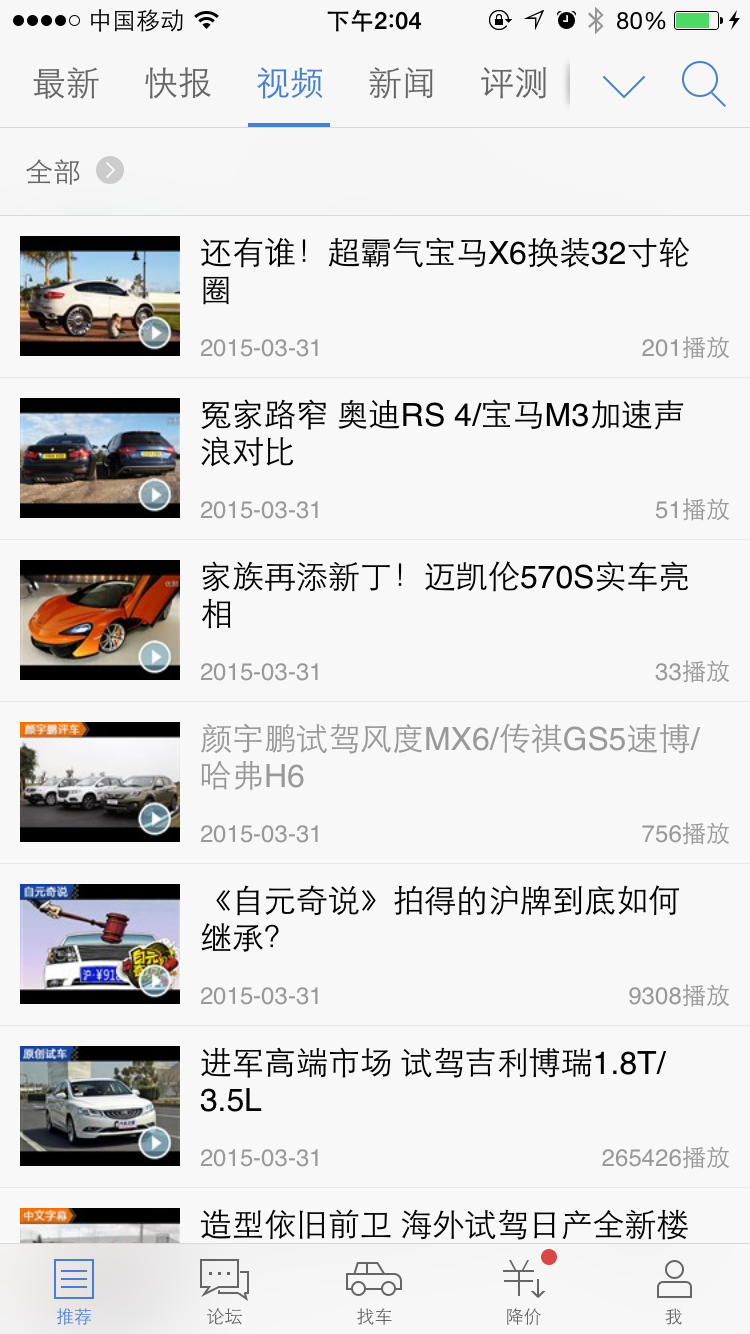 中国移动 下午2:04 80%
最新 快报 视频 新闻 评测
全部
还有谁！超霸气宝马X6换装32寸轮
圈
2015-03-31 201播放
冤家路窄 奥迪RS 4/宝马M3加速声
浪对比
2015-03-31 51播放
家族再添新丁！迈凯伦570S实车亮
相
2015-03-31 33播放
颜宇鹏评车
颜宇鹏试驾风度MX6/传祺GS5速博/
哈弗H6
2015-03-31 756播放
自元奇说
《自元奇说》拍得的沪牌到底如何
继承？
2015-03-31 9308播放
原创试车
进军高端市场 试驾吉利博瑞1.8T/
3.5L
2015-03-31 265426播放
中文字幕
造型依旧前卫 海外试驾日产全新楼
推荐 论坛 找车 降价 我